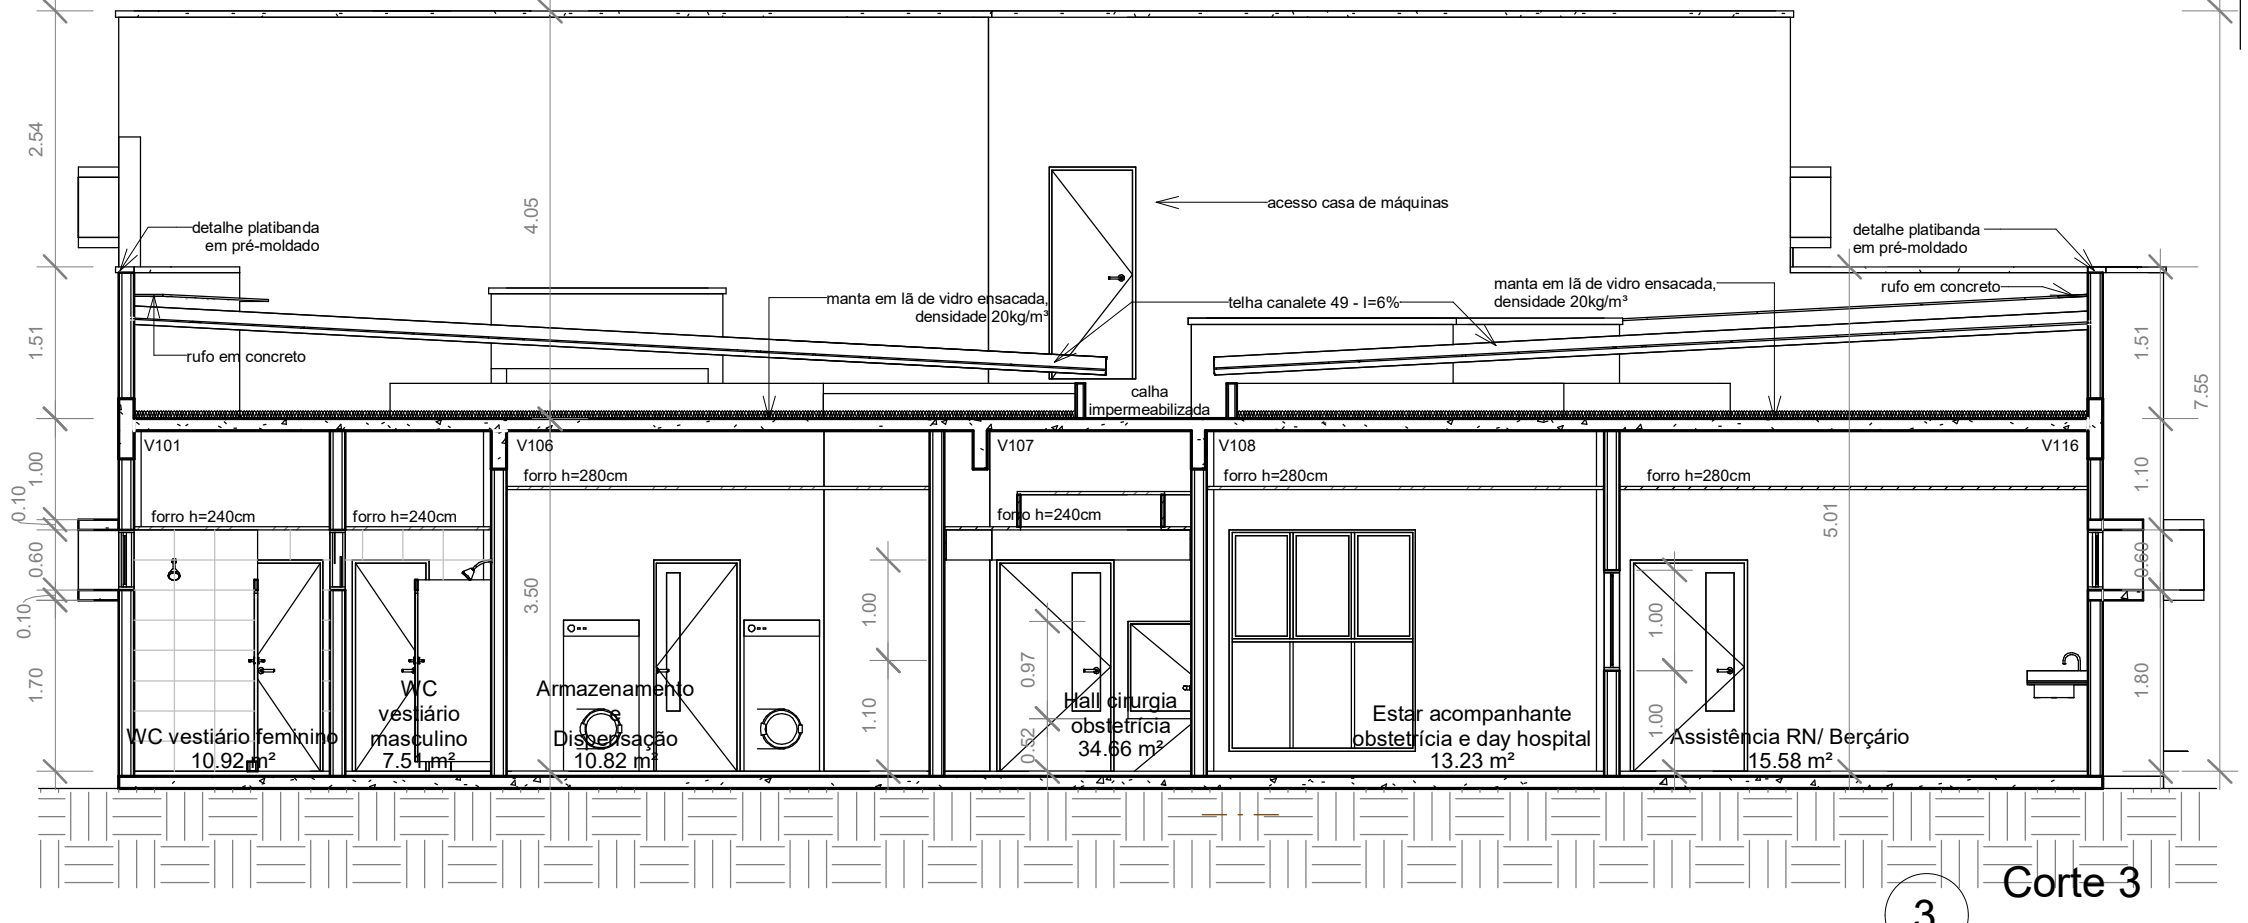 2.54
4.05
acesso casa de máquinas
detalhe platibanda
em pré-moldado
detalhe platibanda
em pré-moldado
manta em lã de vidro ensacada,
densidade 20kg/m³
telha canalete 49 - I=6%
manta em lã de vidro ensacada,
densidade 20kg/m³
rufo em concreto
rufo em concreto
1.51
1.51
7.55
calha
impermeabilizada
V101
V106
V107
V108
V116
forro h=280cm
forro h=280cm
forro h=280cm
forro h=240cm
forro h=240cm
forro h=240cm
1.00
0.10
0.60
0.10
1.70
3.50
1.00
1.10
0.97
0.52
1.00
1.00
5.01
1.10
0.60
1.80
WC vestiário feminino
10.92 m²
WC
vestiário
masculino
7.51 m²
Armazenamento
e
Dispensação
10.82 m²
Hall cirurgia
obstetrícia
34.66 m²
Estar acompanhante
obstetrícia e day hospital
13.23 m²
Assistência RN/ Berçário
15.58 m²
3
Corte 3